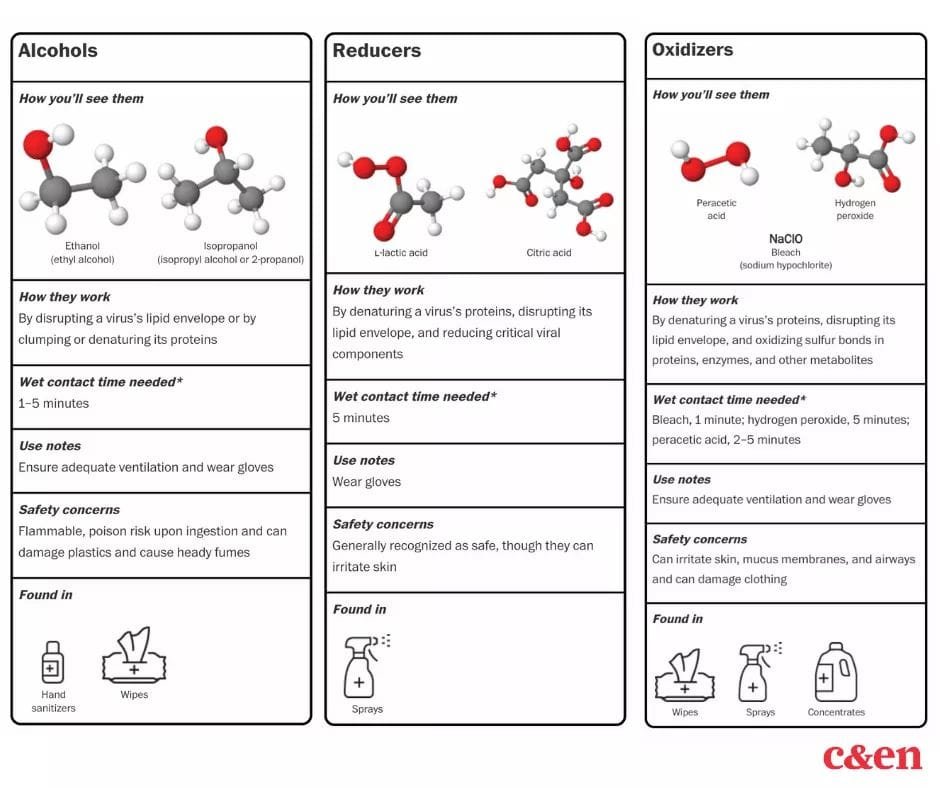 Alcohols
How you'll see them
Ethanol
(ethyl alcohol)
Isopropanol
(isopropyl alcohol or 2-propanol)
How they work
By disrupting a virus's lipid envelope or by
clumping or denaturing its proteins
Wet contact time needed*
1–5 minutes
Use notes
Ensure adequate ventilation and wear gloves
Safety concerns
Flammable, poison risk upon ingestion and can
damage plastics and cause heady fumes
Found in
+
+
Hand
sanitizers
Wipes
Reducers
How you'll see them
L-lactic acid
Citric acid
How they work
By denaturing a virus's proteins, disrupting its
lipid envelope, and reducing critical viral
components
Wet contact time needed*
5 minutes
Use notes
Wear gloves
Safety concerns
Generally recognized as safe, though they can
irritate skin
Found in
+
Sprays
Oxidizers
How you'll see them
Peracetic
acid
Hydrogen
peroxide
NaClO
Bleach
(sodium hypochlorite)
How they work
By denaturing a virus's proteins, disrupting its
lipid envelope, and oxidizing sulfur bonds in
proteins, enzymes, and other metabolites
Wet contact time needed*
Bleach, 1 minute; hydrogen peroxide, 5 minutes;
peracetic acid, 2–5 minutes
Use notes
Ensure adequate ventilation and wear gloves
Safety concerns
Can irritate skin, mucus membranes, and airways
and can damage clothing
Found in
+
+
+
Wipes
Sprays
Concentrates
c&en